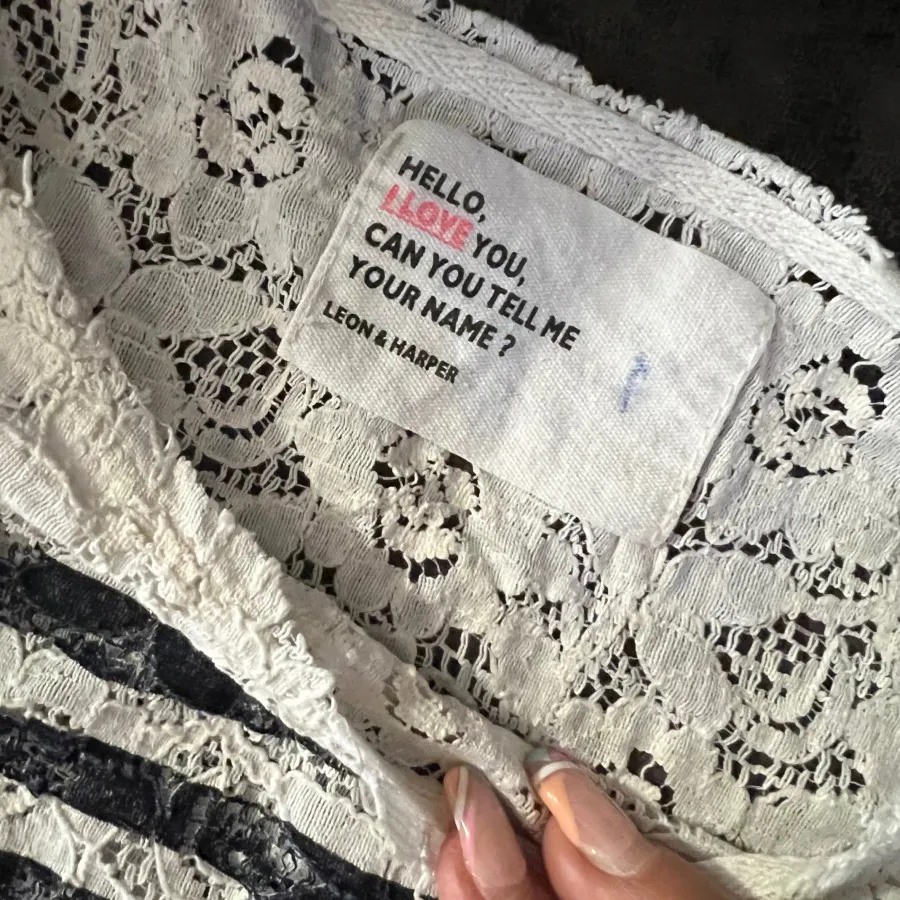 HELLO,
I LOVE YOU,
CAN YOU TELL ME
YOUR NAME ?
LEON & HARPER